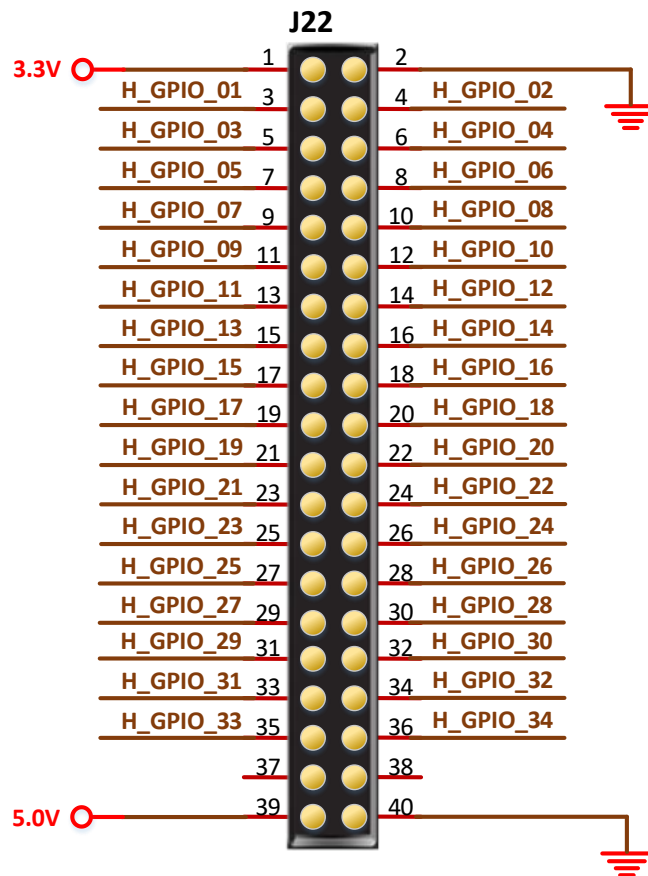 J22
3.3V 1 2
H_GPIO_01 3 4 H_GPIO_02
H_GPIO_03 5 6 H_GPIO_04
H_GPIO_05 7 8 H_GPIO_06
H_GPIO_07 9 10 H_GPIO_08
H_GPIO_09 11 12 H_GPIO_10
H_GPIO_11 13 14 H_GPIO_12
H_GPIO_13 15 16 H_GPIO_14
H_GPIO_15 17 18 H_GPIO_16
H_GPIO_17 19 20 H_GPIO_18
H_GPIO_19 21 22 H_GPIO_20
H_GPIO_21 23 24 H_GPIO_22
H_GPIO_23 25 26 H_GPIO_24
H_GPIO_25 27 28 H_GPIO_26
H_GPIO_27 29 30 H_GPIO_28
H_GPIO_29 31 32 H_GPIO_30
H_GPIO_31 33 34 H_GPIO_32
H_GPIO_33 35 36 H_GPIO_34
37 38
5.0V 39 40